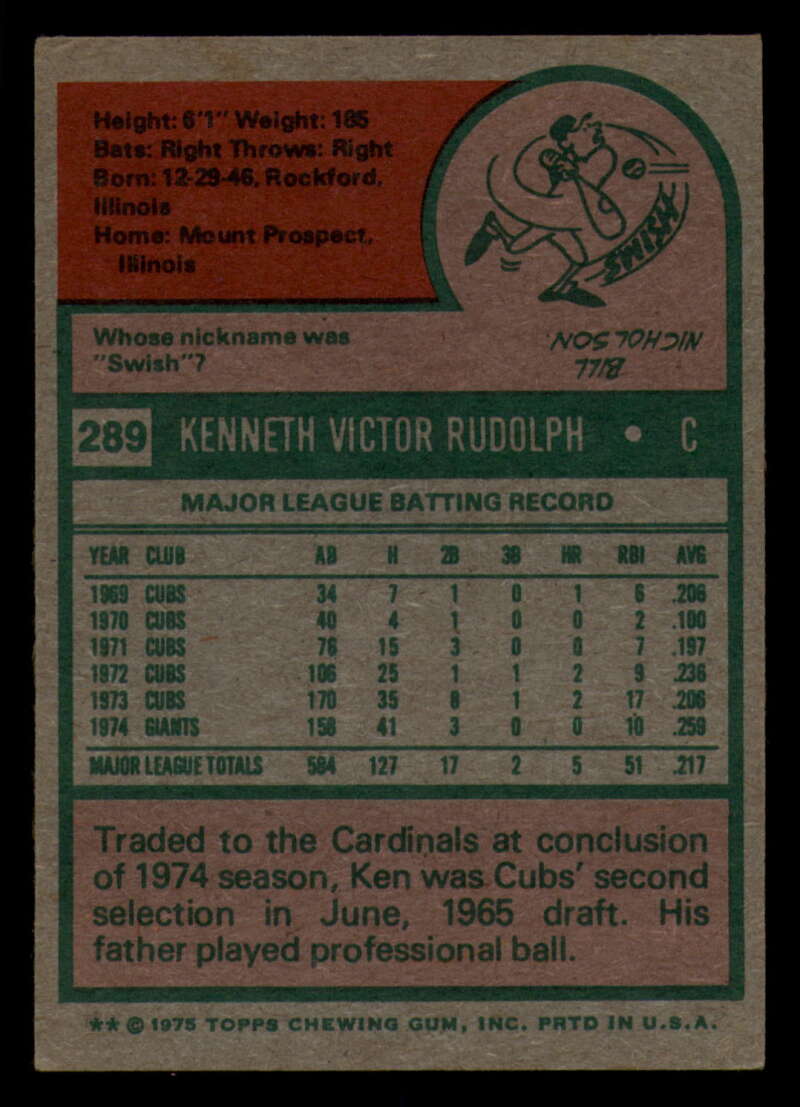 Height: 6'1" Weight: 185
Bats: Right Throws: Right
Born: 12-29-46, Rockford,
Illinois
Home: Mount Prospect,
Illinois
SWISH
Whose nickname was
"Swish"?
BILL
NICHOLSON.
289 KENNETH VICTOR RUDOLPH • C
MAJOR LEAGUE BATTING RECORD
YEAR CLUB AB H 2B 3B HR RBI AVG
1969 CUBS 34 7 1 0 1 6 .206
1970 CUBS 40 4 1 0 0 2 .100
1971 CUBS 76 15 3 0 0 7 .197
1972 CUBS 106 25 1 1 2 9 .236
1973 CUBS 170 35 8 1 2 17 .206
1974 GIANTS 158 41 3 0 0 10 .259
MAJOR LEAGUE TOTALS 584 127 17 2 5 51 .217
Traded to the Cardinals at conclusion
of 1974 season, Ken was Cubs' second
selection in June, 1965 draft. His
father played professional ball.
** © 1975 TOPPS CHEWING GUM, INC. PRTD IN U.S.A.